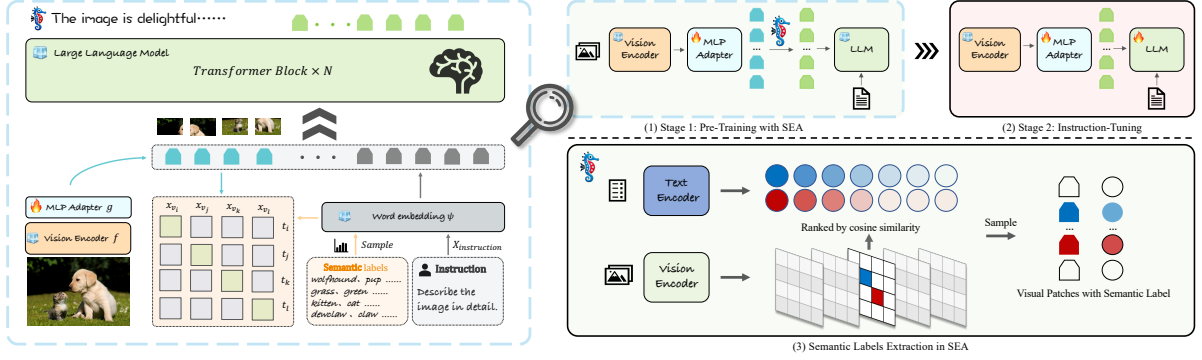 The image is delightful······
Large Language Model
Transformer Block × N
MLP Adapter g
Vision Encoder f
x_{v_i} x_{v_j} x_{v_k} x_{v_l}
t_i
t_j
t_k
t_l
Word embedding ψ
Sample
X_{instruction}
Semantic labels
wolfhound、pup ……
grass、green ……
kitten、cat ……
dewclaw 、claw ……
Instruction
Describe the
image in detail.
Vision
Encoder
MLP
Adapter
...
...
LLM
(1) Stage 1: Pre-Training with SEA
Vision
Encoder
MLP
Adapter
...
LLM
(2) Stage 2: Instruction-Tuning
Text
Encoder
Ranked by cosine similarity
Vision
Encoder
Sample
...
...
Visual Patches with Semantic Label
(3) Semantic Labels Extraction in SEA